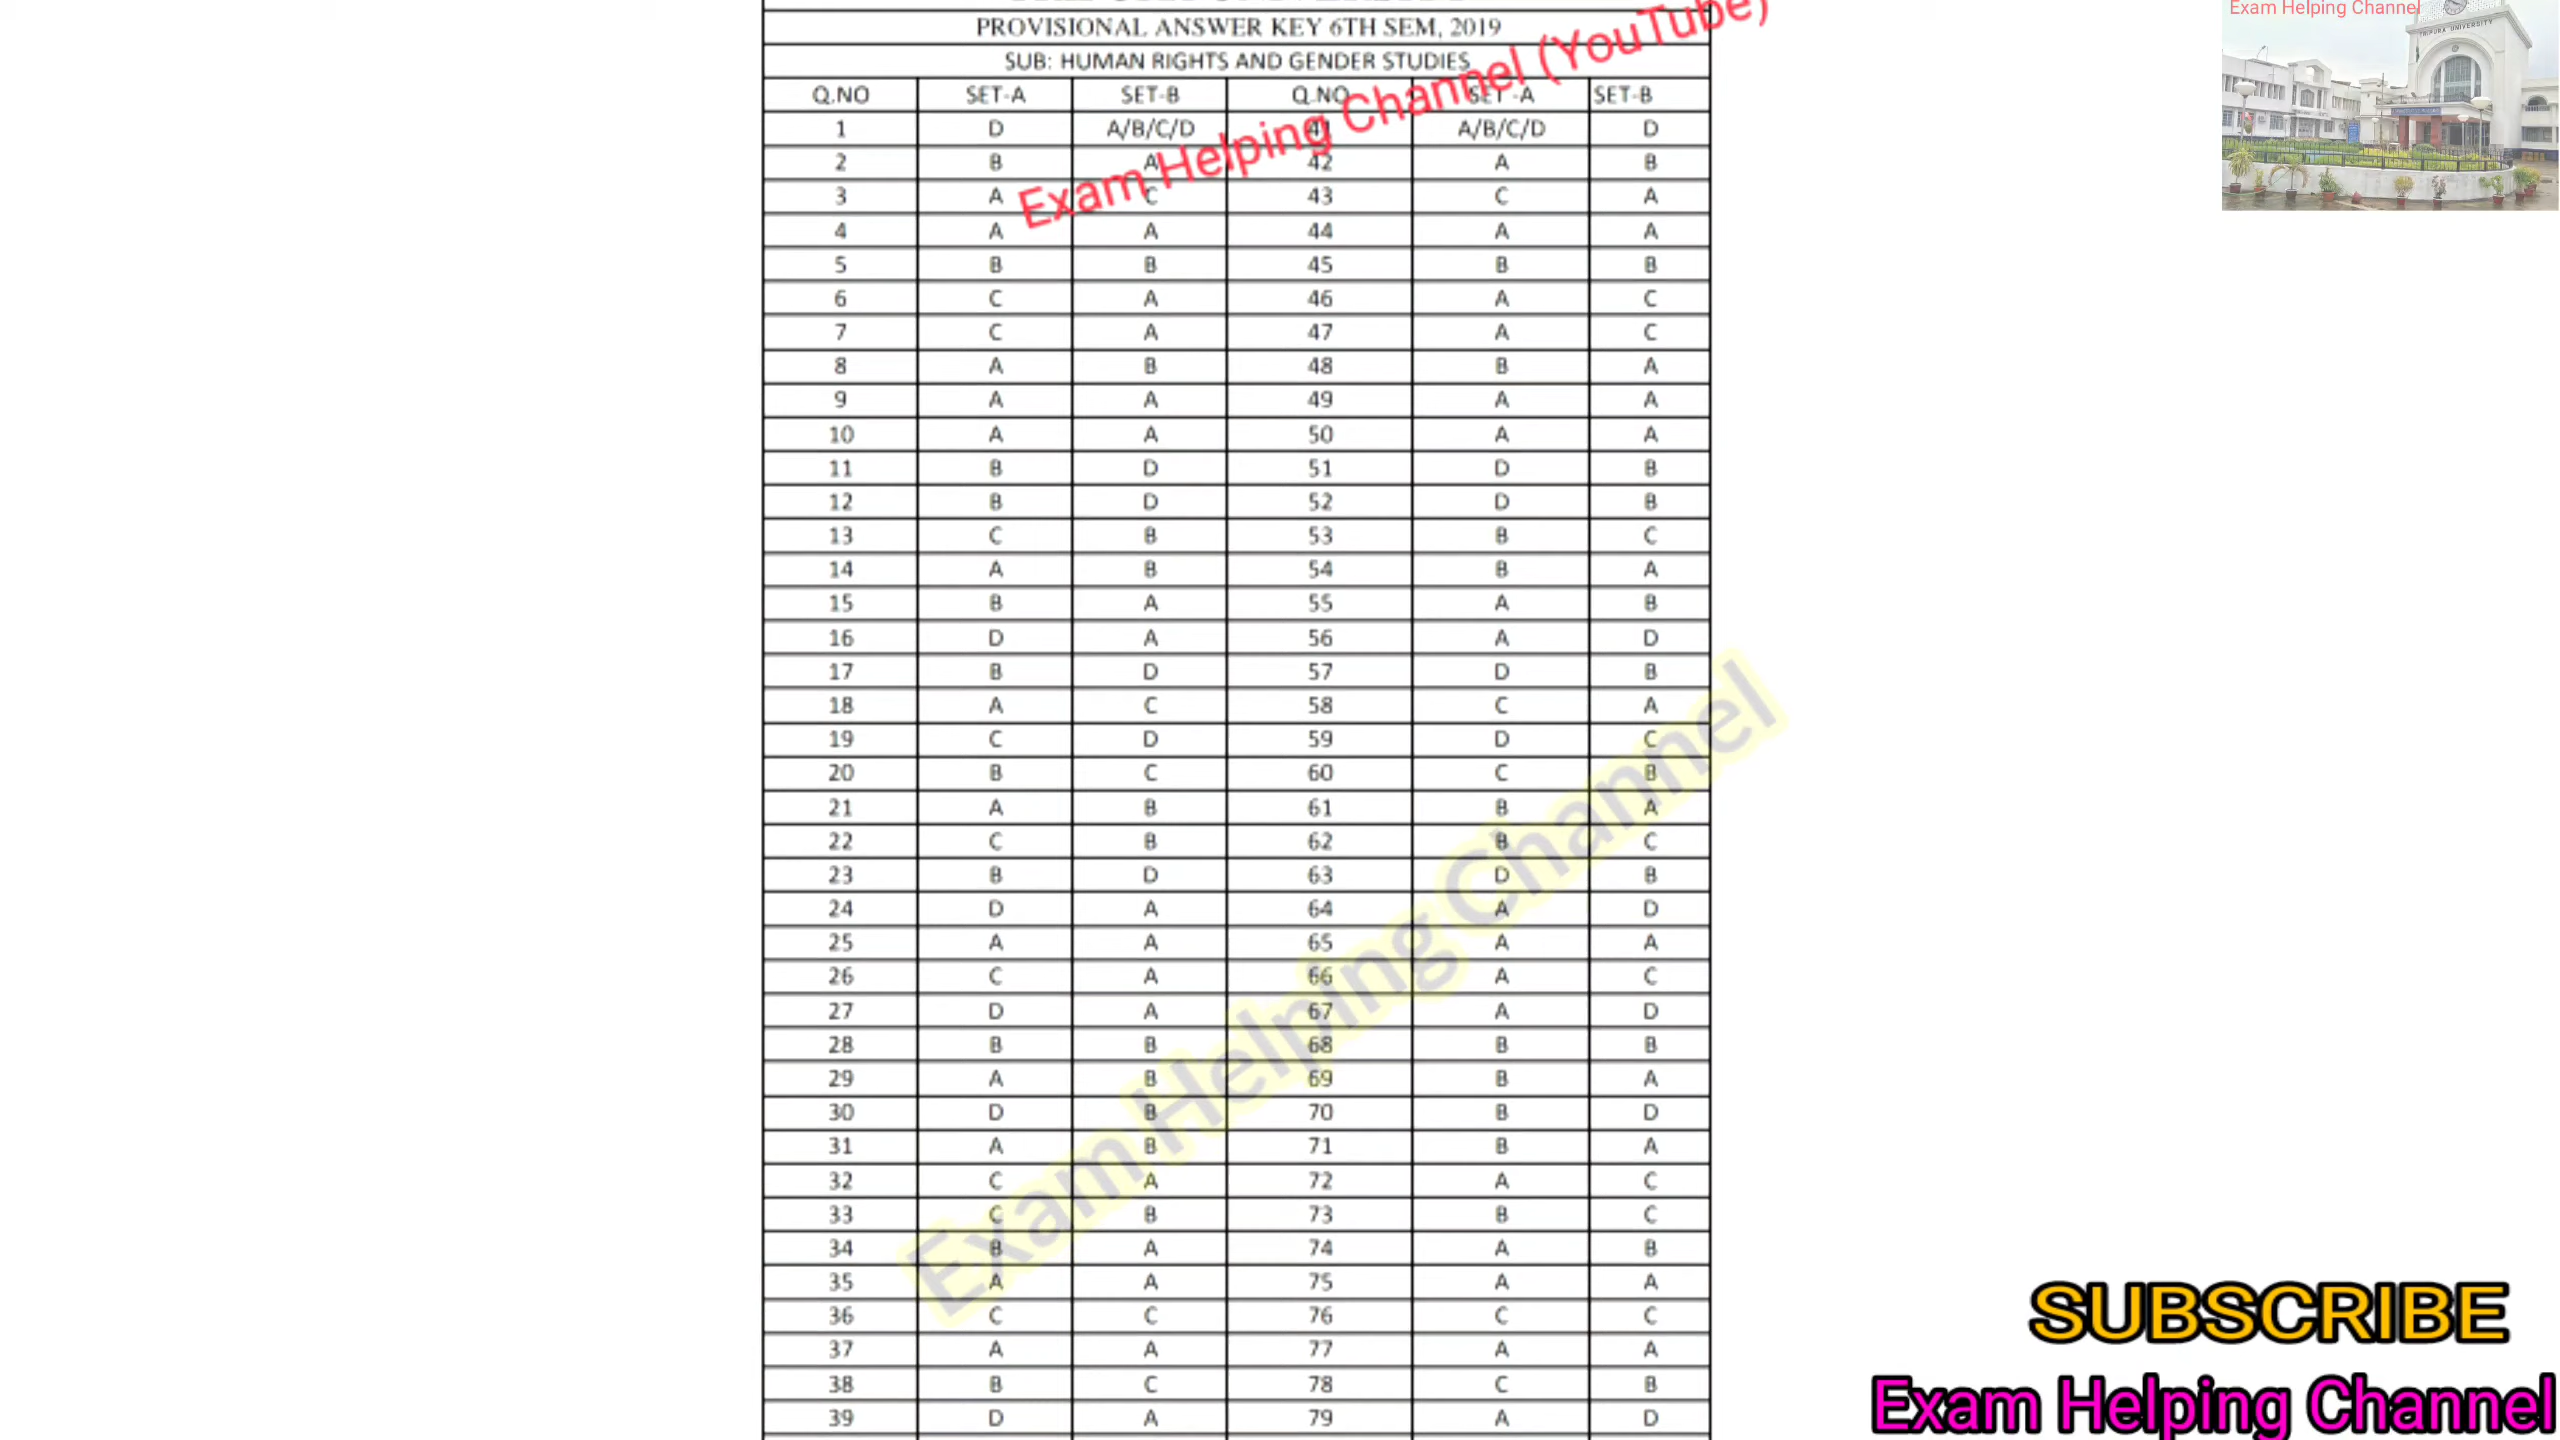 PROVISIONAL ANSWER KEY 6TH SEM, 2019
SUB: HUMAN RIGHTS AND GENDER STUDIES
Q.NO SET-A SET-B Q.NO SET -A SET-B
1 D A/B/C/D 41 A/B/C/D D
2 B A 42 A B
3 A C 43 C A
4 A A 44 A A
5 B B 45 B B
6 C A 46 A C
7 C A 47 A C
8 A B 48 B A
9 A A 49 A A
10 A A 50 A A
11 B D 51 D B
12 B D 52 D B
13 C B 53 B C
14 A B 54 B A
15 B A 55 A B
16 D A 56 A D
17 B D 57 D B
18 A C 58 C A
19 C D 59 D C
20 B C 60 C B
21 A B 61 B A
22 C B 62 B C
23 B D 63 D B
24 D A 64 A D
25 A A 65 A A
26 C A 66 A C
27 D A 67 A D
28 B B 68 B B
29 A B 69 B A
30 D B 70 B D
31 A B 71 B A
32 C A 72 A C
33 C B 73 B C
34 B A 74 A B
35 A A 75 A A
36 C C 76 C C
37 A A 77 A A
38 B C 78 C B
39 D A 79 A D
Exam Helping Channel (YouTube)
Exam Helping Channel
Exam Helping Channel
TRIPURA UNIVERSITY
SUBSCRIBE
Exam Helping Channel